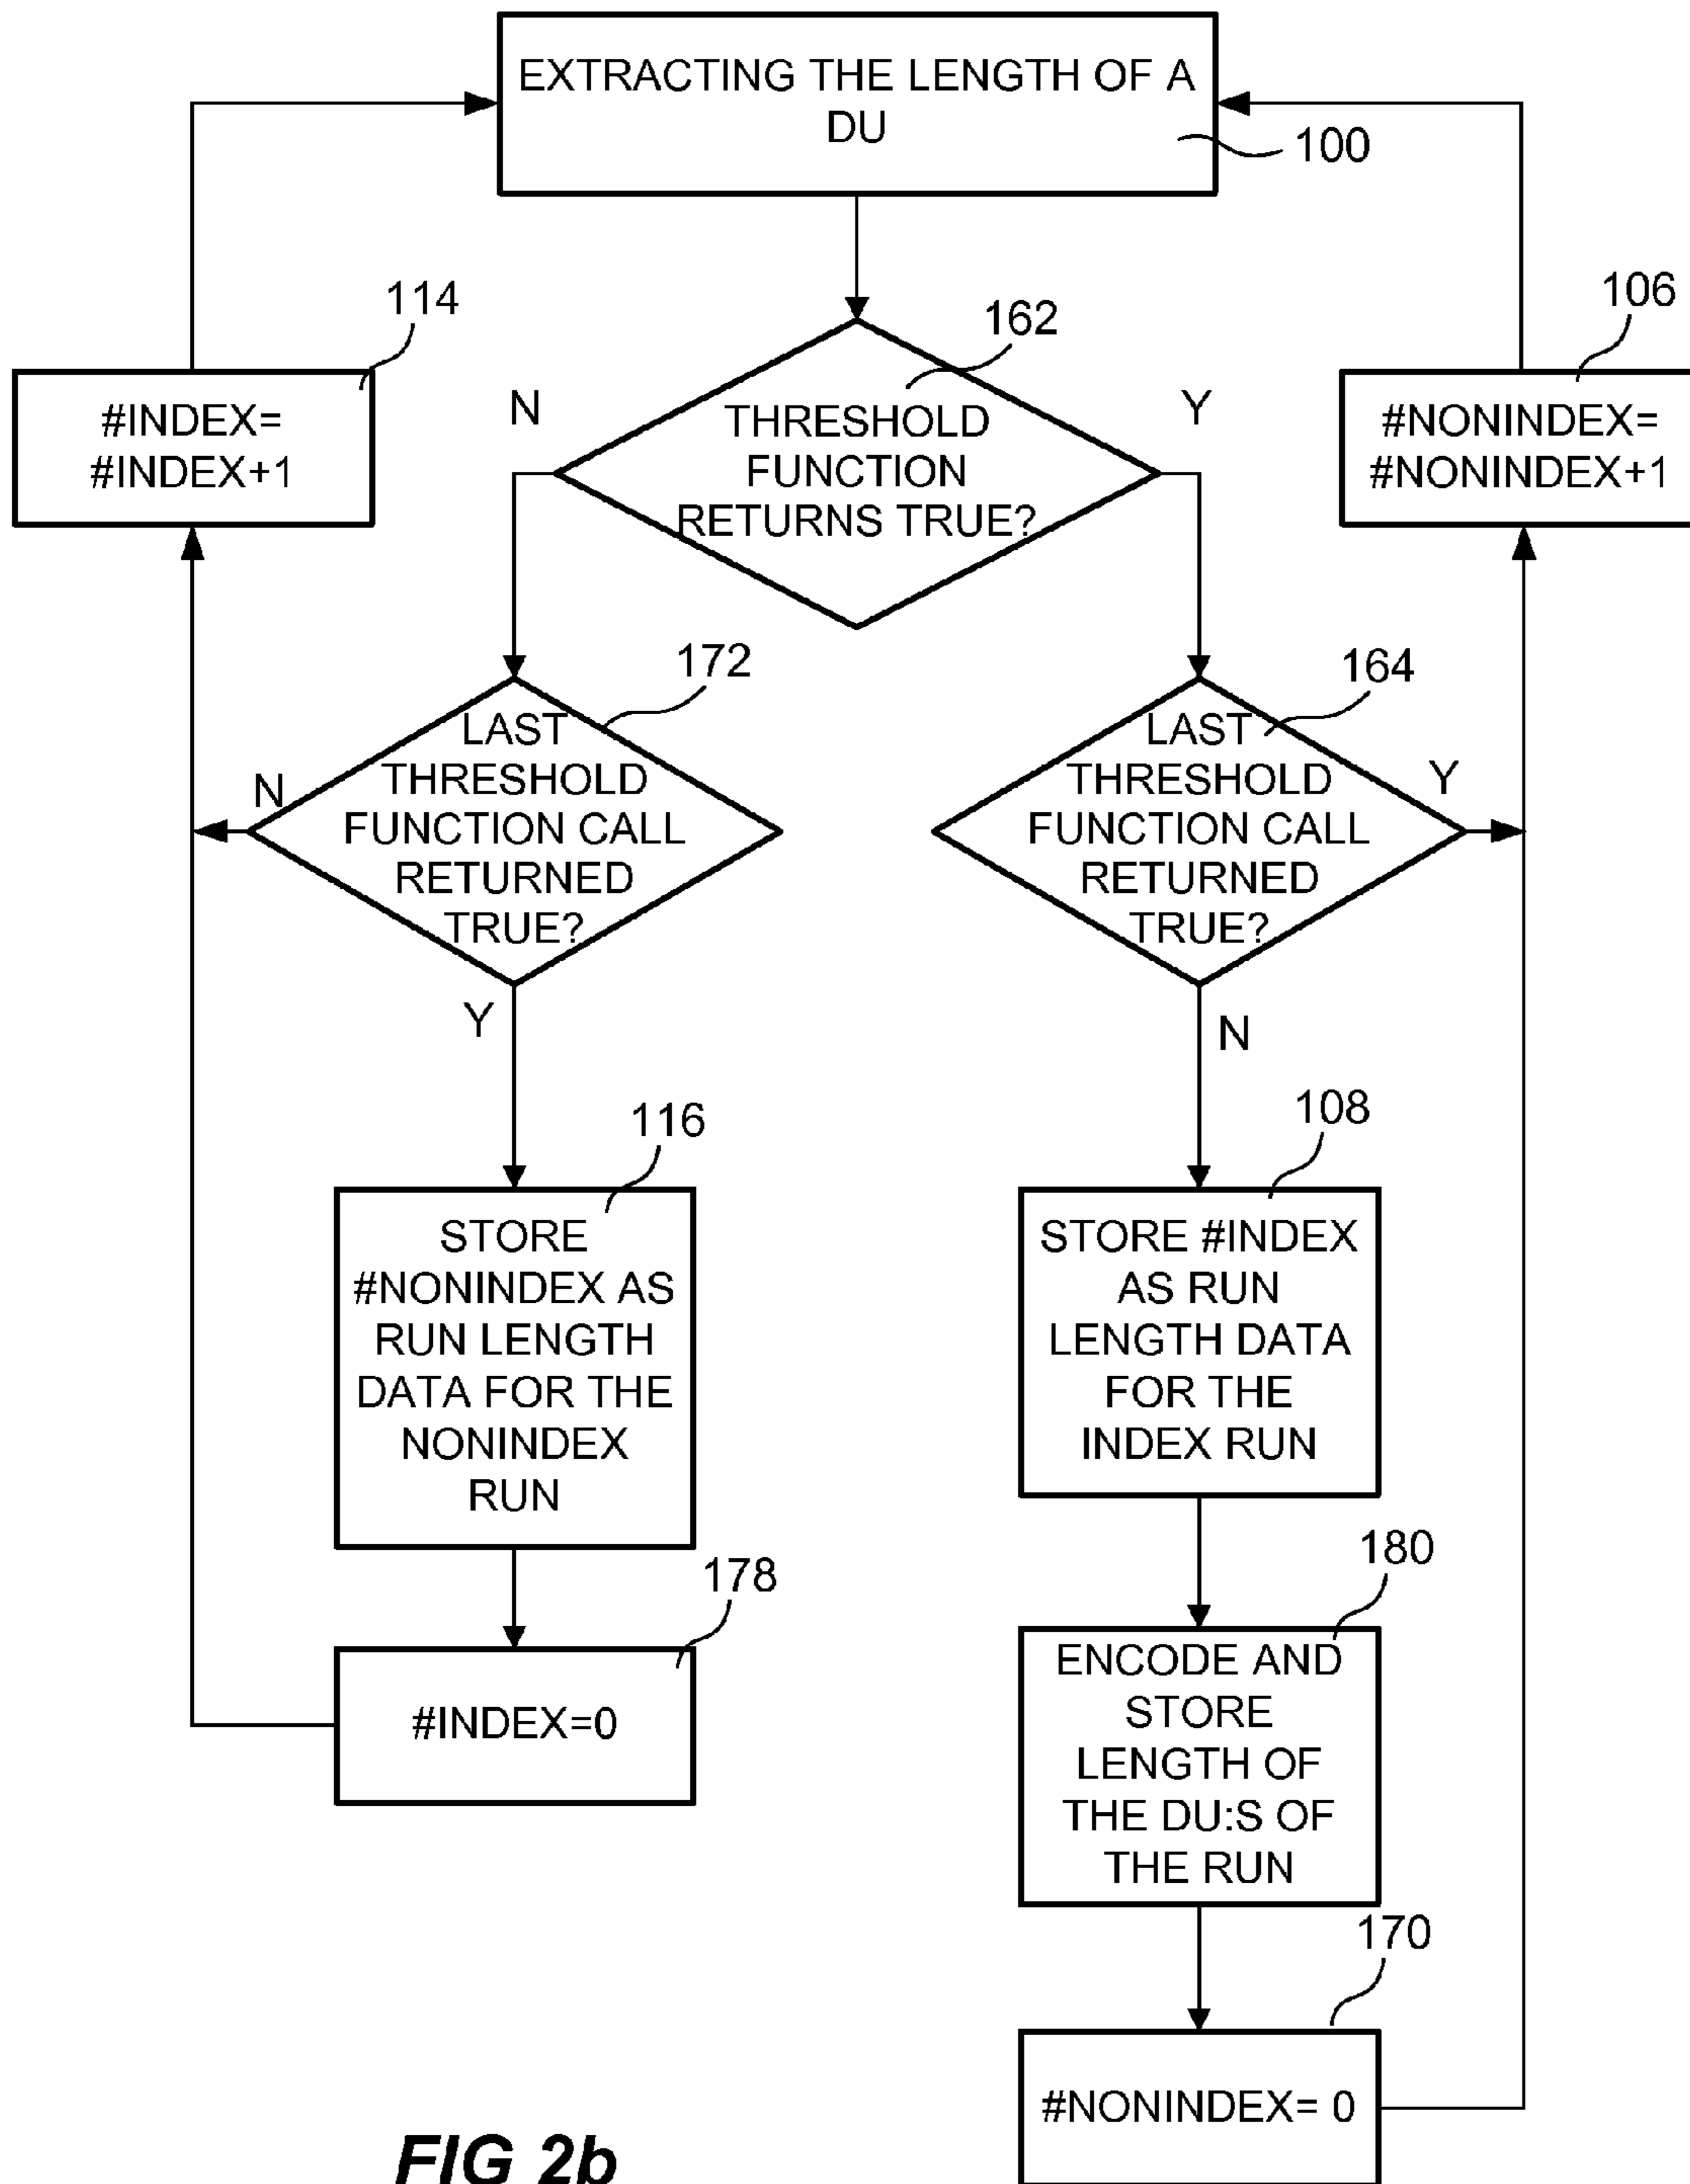 EXTRACTING THE LENGTH OF A
DU
100
114
162
106
#INDEX=
#INDEX+1
N
THRESHOLD
FUNCTION
RETURNS TRUE?
Y
#NONINDEX=
#NONINDEX+1
172
164
LAST
THRESHOLD
FUNCTION CALL
RETURNED
TRUE?
N
Y
LAST
THRESHOLD
FUNCTION CALL
RETURNED
TRUE?
Y
N
116
108
STORE
#NONINDEX AS
RUN LENGTH
DATA FOR THE
NONINDEX
RUN
STORE #INDEX
AS RUN
LENGTH DATA
FOR THE
INDEX RUN
178
180
#INDEX=0
ENCODE AND
STORE
LENGTH OF
THE DU:S OF
THE RUN
170
#NONINDEX= 0
FIG 2b